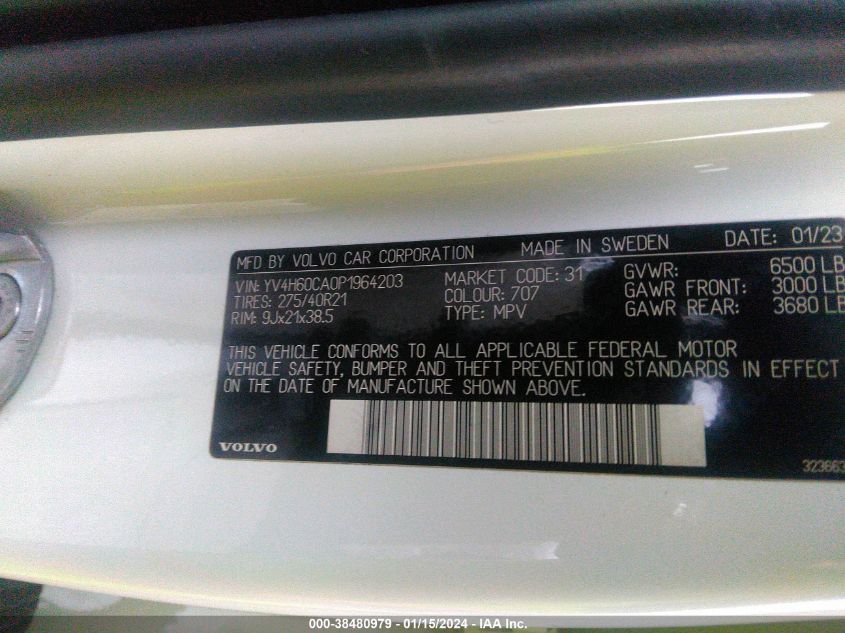 MFD BY VOLVO CAR CORPORATION MADE IN SWEDEN DATE: 01/23
VIN: YV4H60CA0P1964203 MARKET CODE: 31 GVWR: 6500 LB
TIRES: 275/40R21 COLOUR: 707 GAWR FRONT: 3000 LB
RIM: 9Jx21x38.5 TYPE: MPV GAWR REAR: 3680 LB
THIS VEHICLE CONFORMS TO ALL APPLICABLE FEDERAL MOTOR
VEHICLE SAFETY, BUMPER AND THEFT PREVENTION STANDARDS IN EFFECT
ON THE DATE OF MANUFACTURE SHOWN ABOVE.
VOLVO
323663
000-38480979 - 01/15/2024 - IAA Inc.